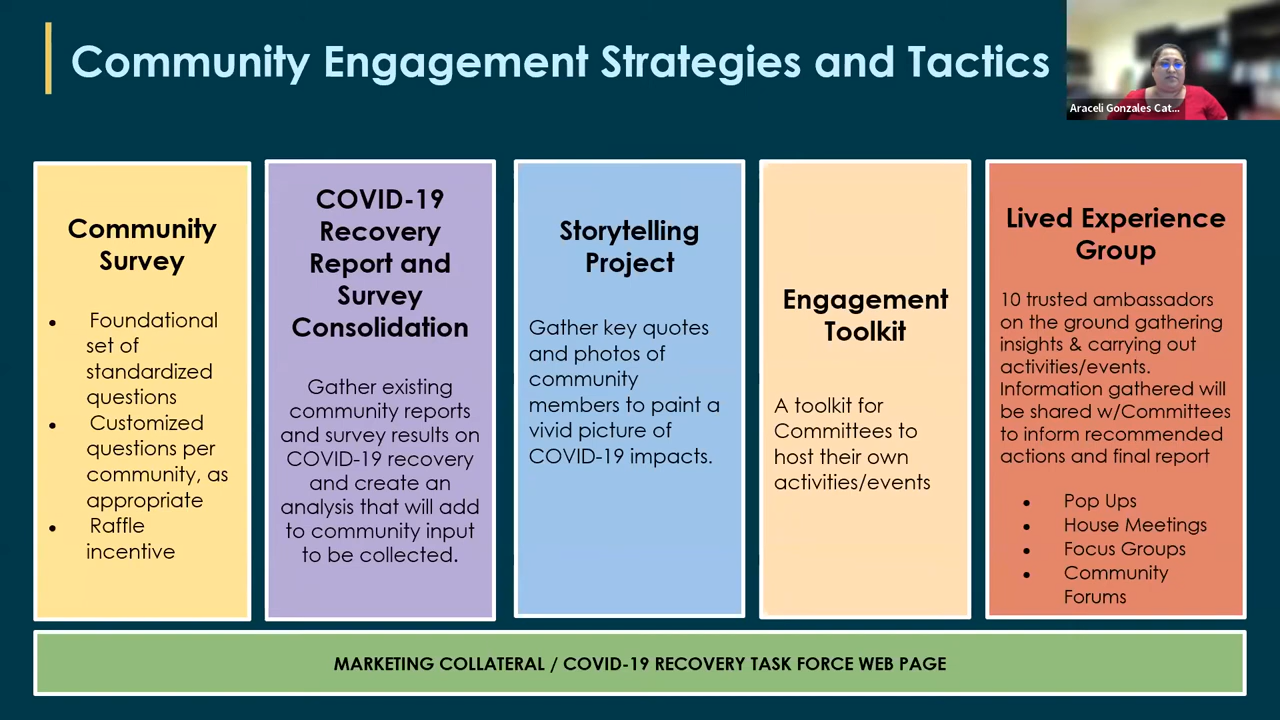 Community Engagement Strategies and Tactics
Araceli Gonzales Cat...
Community
Survey
• Foundational
set of
standardized
questions
• Customized
questions per
community, as
appropriate
• Raffle
incentive
COVID-19
Recovery
Report and
Survey
Consolidation
Gather existing
community reports
and survey results on
COVID-19 recovery
and create an
analysis that will add
to community input
to be collected.
Storytelling
Project
Gather key quotes
and photos of
community
members to paint a
vivid picture of
COVID-19 impacts.
Engagement
Toolkit
A toolkit for
Committees to
host their own
activities/events
Lived Experience
Group
10 trusted ambassadors
on the ground gathering
insights & carrying out
activities/events.
Information gathered will
be shared w/Committees
to inform recommended
actions and final report
• Pop Ups
• House Meetings
• Focus Groups
• Community
Forums
MARKETING COLLATERAL / COVID-19 RECOVERY TASK FORCE WEB PAGE